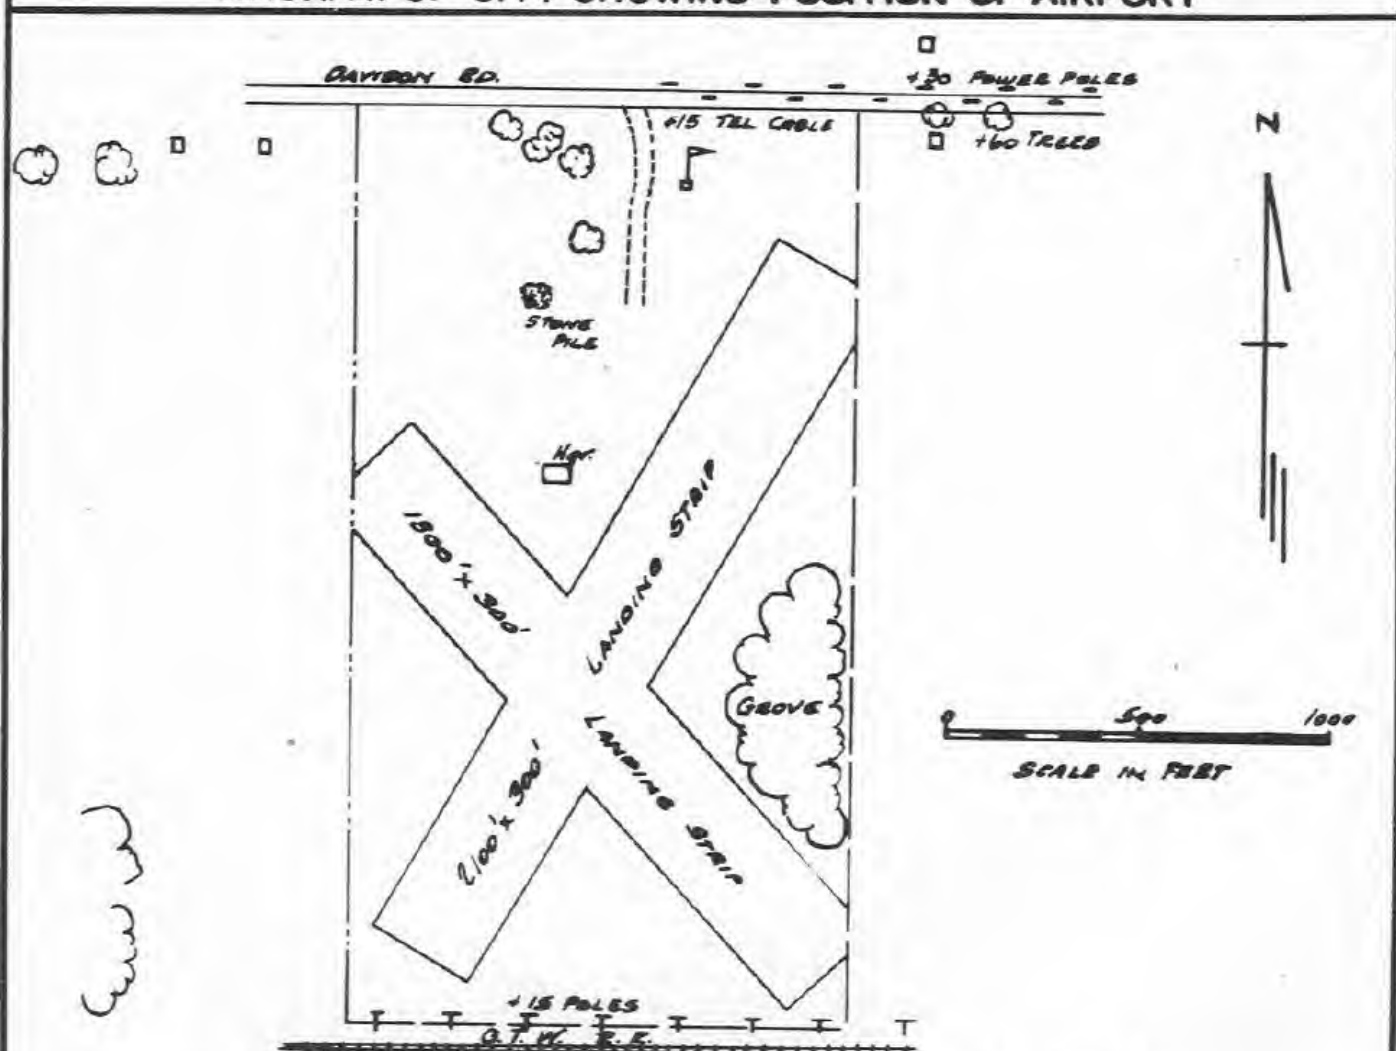 DAVISON RD.
+30 POWER POLES
+15 TEL CABLE
+60 TREES
N
STONE
PILE
Hgr.
LANDING STRIP
1800' x 300'
GROVE
0 500 1000
SCALE IN FEET
LANDING STRIP
2100' x 300'
+15 POLES
G.T.W. R.R.